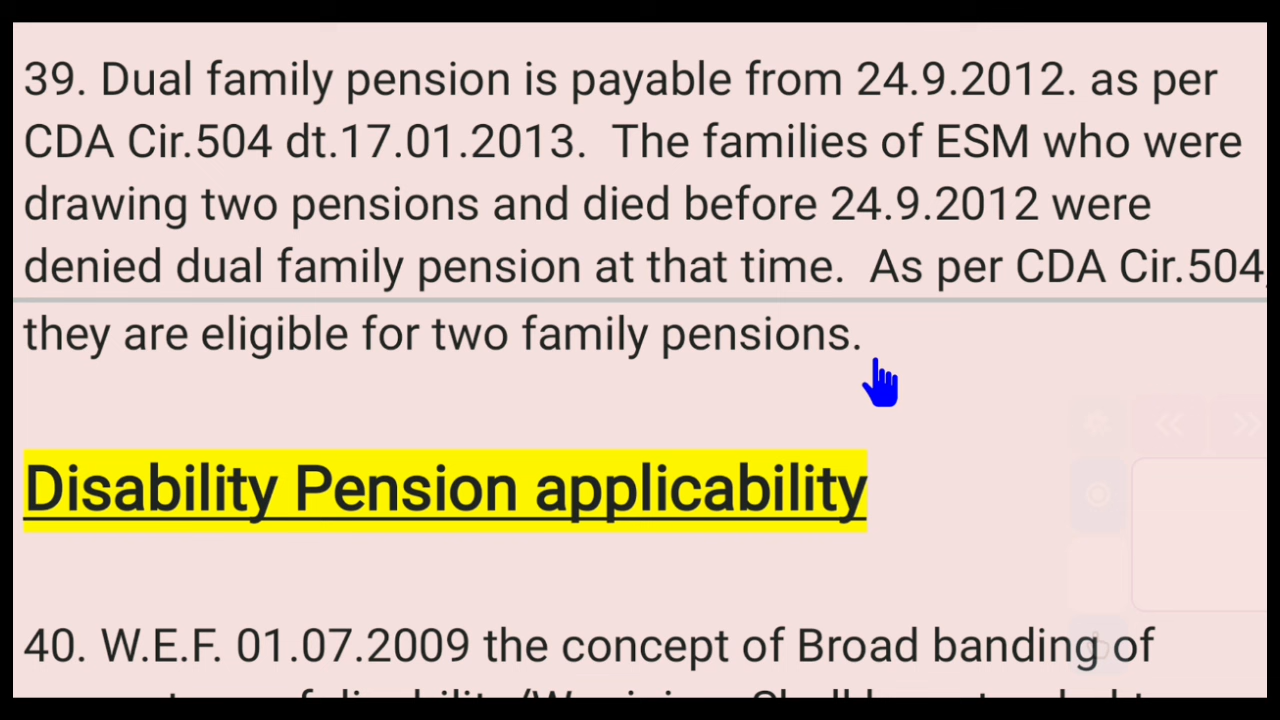 39. Dual family pension is payable from 24.9.2012. as per
CDA Cir.504 dt.17.01.2013. The families of ESM who were
drawing two pensions and died before 24.9.2012 were
denied dual family pension at that time. As per CDA Cir.504,
they are eligible for two family pensions.
Disability Pension applicability
40. W.E.F. 01.07.2009 the concept of Broad banding of